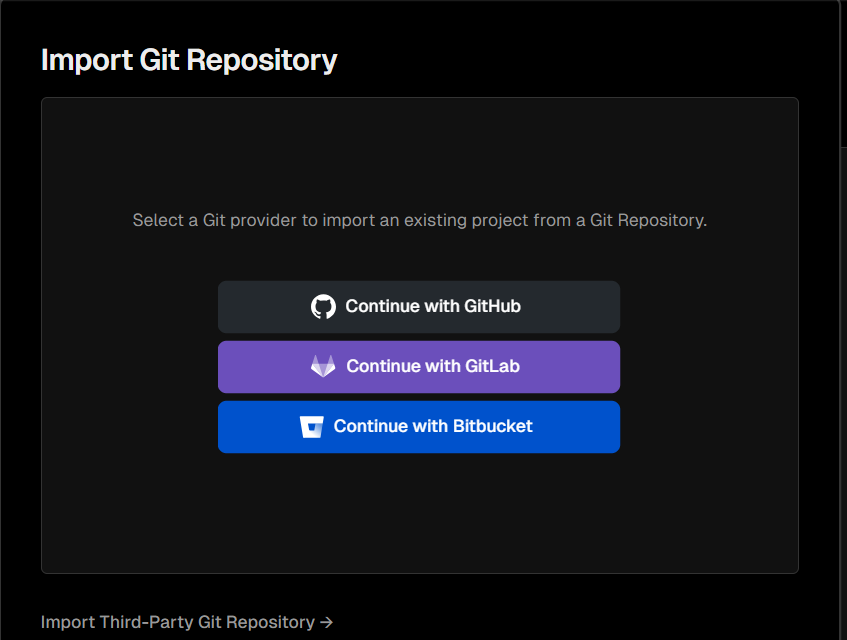 Import Git Repository
Select a Git provider to import an existing project from a Git Repository.
Continue with GitHub
Continue with GitLab
Continue with Bitbucket
Import Third-Party Git Repository →